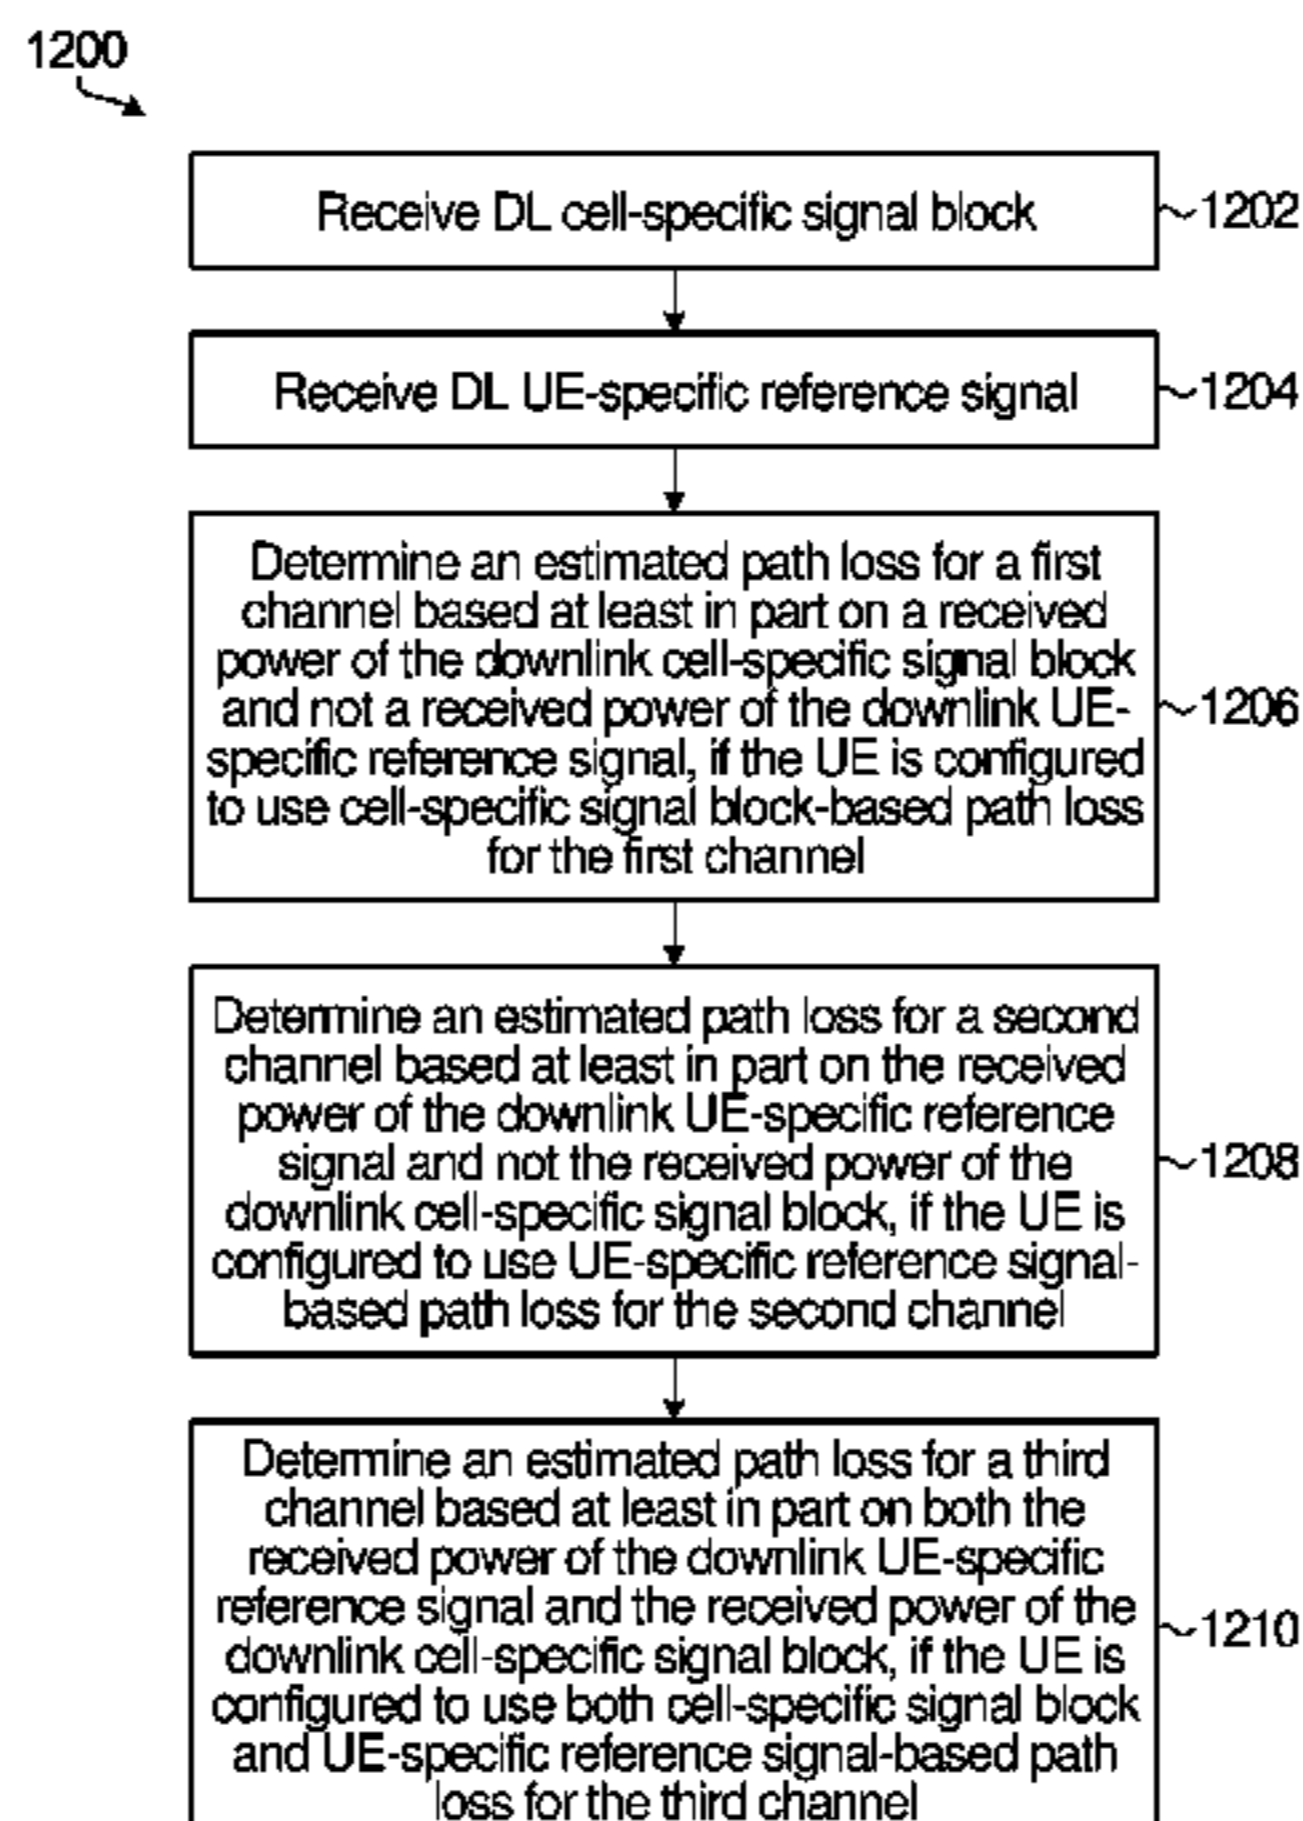 1200
Receive DL cell-specific signal block
1202
Receive DL UE-specific reference signal
1204
Determine an estimated path loss for a first
channel based at least in part on a received
power of the downlink cell-specific signal block
and not a received power of the downlink UE-
specific reference signal, if the UE is configured
to use cell-specific signal block-based path loss
for the first channel
1206
Determine an estimated path loss for a second
channel based at least in part on the received
power of the downlink UE-specific reference
signal and not the received power of the
downlink cell-specific signal block, if the UE is
configured to use UE-specific reference signal-
based path loss for the second channel
1208
Determine an estimated path loss for a third
channel based at least in part on both the
received power of the downlink UE-specific
reference signal and the received power of the
downlink cell-specific signal block, if the UE is
configured to use both cell-specific signal block
and UE-specific reference signal-based path
loss for the third channel
1210